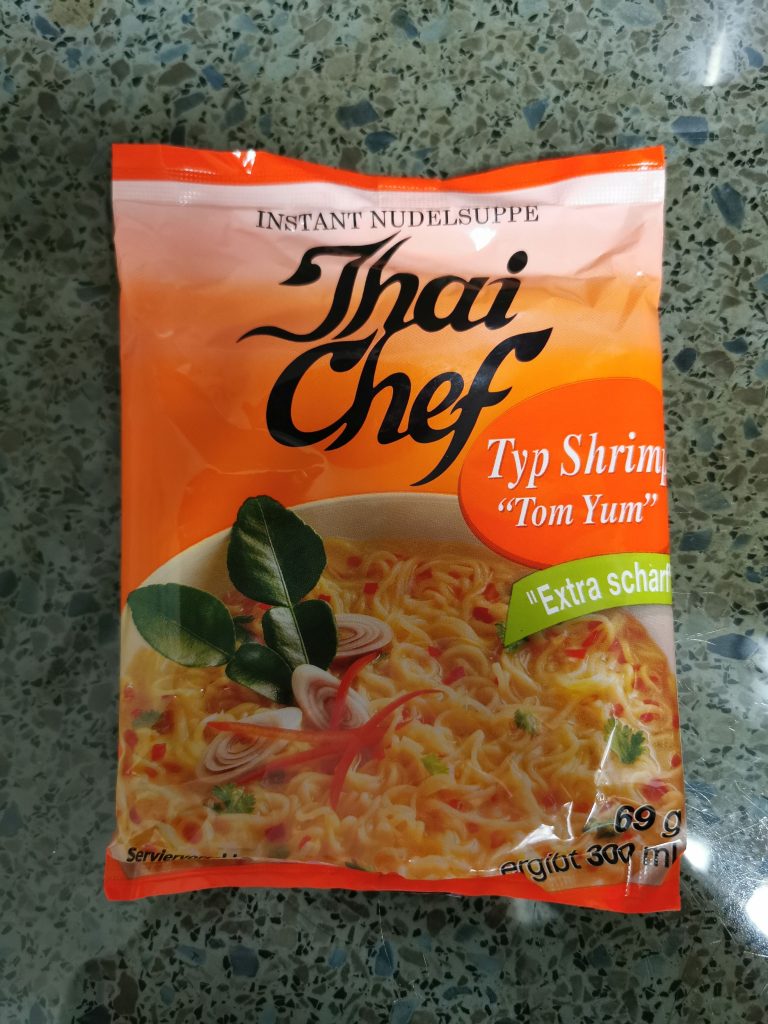 INSTANT NUDELSUPPE
Thai
Chef
Typ Shrimp
“Tom Yum”
"Extra scharf
69 g
ergibt 300 ml